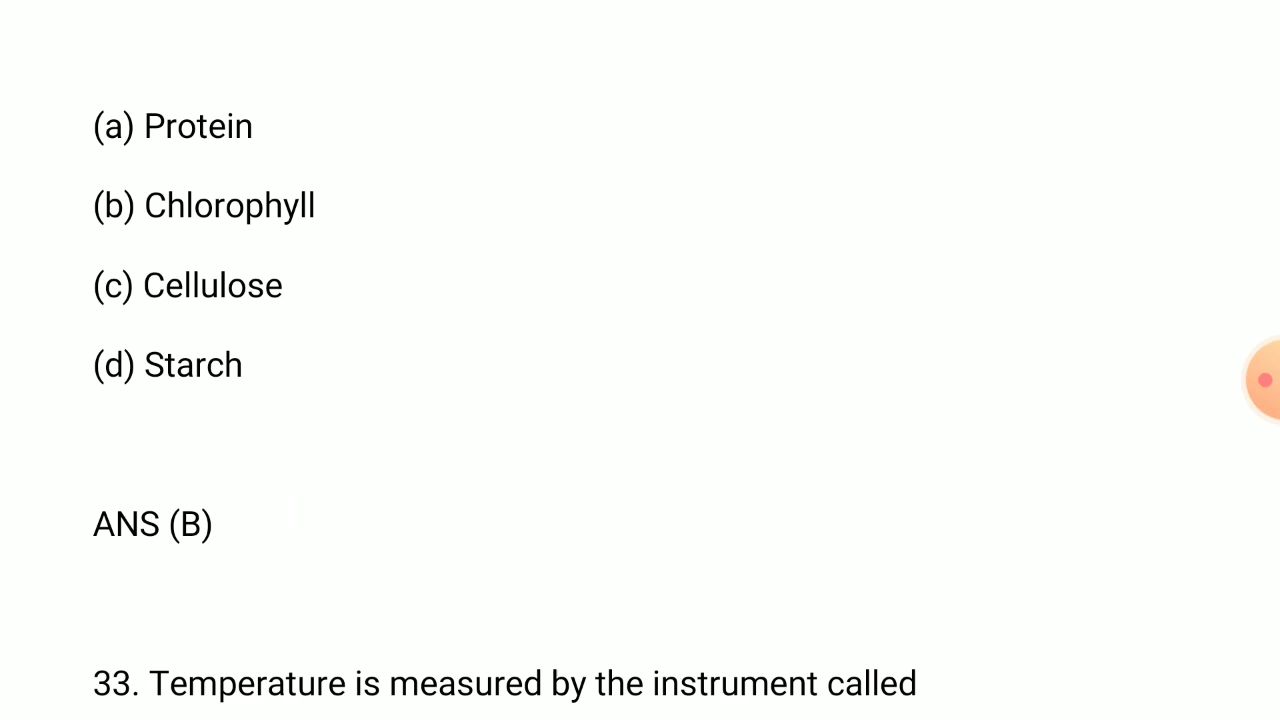 (a) Protein
(b) Chlorophyll
(c) Cellulose
(d) Starch
ANS (B)
33. Temperature is measured by the instrument called